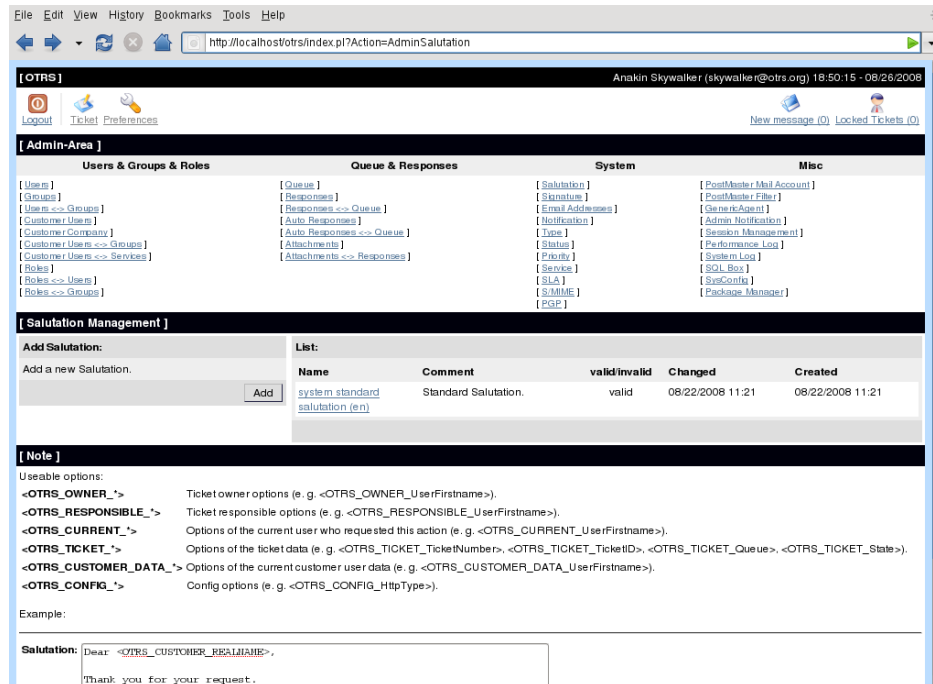 File Edit View History Bookmarks Tools Help
http://localhost/otrs/index.pl?Action=AdminSalutation
[ OTRS ] Anakin Skywalker (skywalker@otrs.org) 18:50:15 - 08/26/2008
Logout Ticket Preferences New message (0) Locked Tickets (0)
[ Admin-Area ]
Users & Groups & Roles Queue & Responses System Misc
[ Users ] [ Queue ] [ Salutation ] [ PostMaster Mail Account ]
[ Groups ] [ Responses ] [ Signature ] [ PostMaster Filter ]
[ Users <-> Groups ] [ Responses <-> Queue ] [ Email Addresses ] [ GenericAgent ]
[ Customer Users ] [ Auto Responses ] [ Notification ] [ Admin Notification ]
[ Customer Company ] [ Auto Responses <-> Queue ] [ Type ] [ Session Management ]
[ Customer Users <-> Groups ] [ Attachments ] [ Status ] [ Performance Log ]
[ Customer Users <-> Services ] [ Attachments <-> Responses ] [ Priority ] [ System Log ]
[ Roles ] [ Service ] [ SQL Box ]
[ Roles <-> Users ] [ SLA ] [ SysConfig ]
[ Roles <-> Groups ] [ S/MIME ] [ Package Manager ]
[ PGP ]
[ Salutation Management ]
Add Salutation: List:
Add a new Salutation. Name Comment valid/invalid Changed Created
Add system standard Standard Salutation. valid 08/22/2008 11:21 08/22/2008 11:21
salutation (en)
[ Note ]
Useable options:
<OTRS_OWNER_*> Ticket owner options (e. g. <OTRS_OWNER_UserFirstname>).
<OTRS_RESPONSIBLE_*> Ticket responsible options (e. g. <OTRS_RESPONSIBLE_UserFirstname>).
<OTRS_CURRENT_*> Options of the current user who requested this action (e. g. <OTRS_CURRENT_UserFirstname>).
<OTRS_TICKET_*> Options of the ticket data (e. g. <OTRS_TICKET_TicketNumber>, <OTRS_TICKET_TicketID>, <OTRS_TICKET_Queue>, <OTRS_TICKET_State>).
<OTRS_CUSTOMER_DATA_*> Options of the current customer user data (e. g. <OTRS_CUSTOMER_DATA_UserFirstname>).
<OTRS_CONFIG_*> Config options (e. g. <OTRS_CONFIG_HttpType>).
Example:
Salutation: Dear <OTRS_CUSTOMER_REALNAME>,
Thank you for your request.